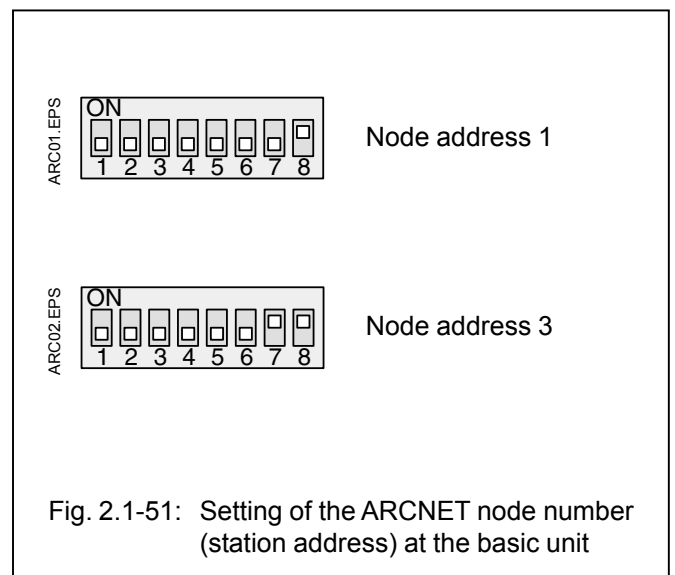 ARC01.EPS
ON
1 2 3 4 5 6 7 8
Node address 1
ARC02.EPS
ON
1 2 3 4 5 6 7 8
Node address 3
Fig. 2.1-51: Setting of the ARCNET node number
(station address) at the basic unit